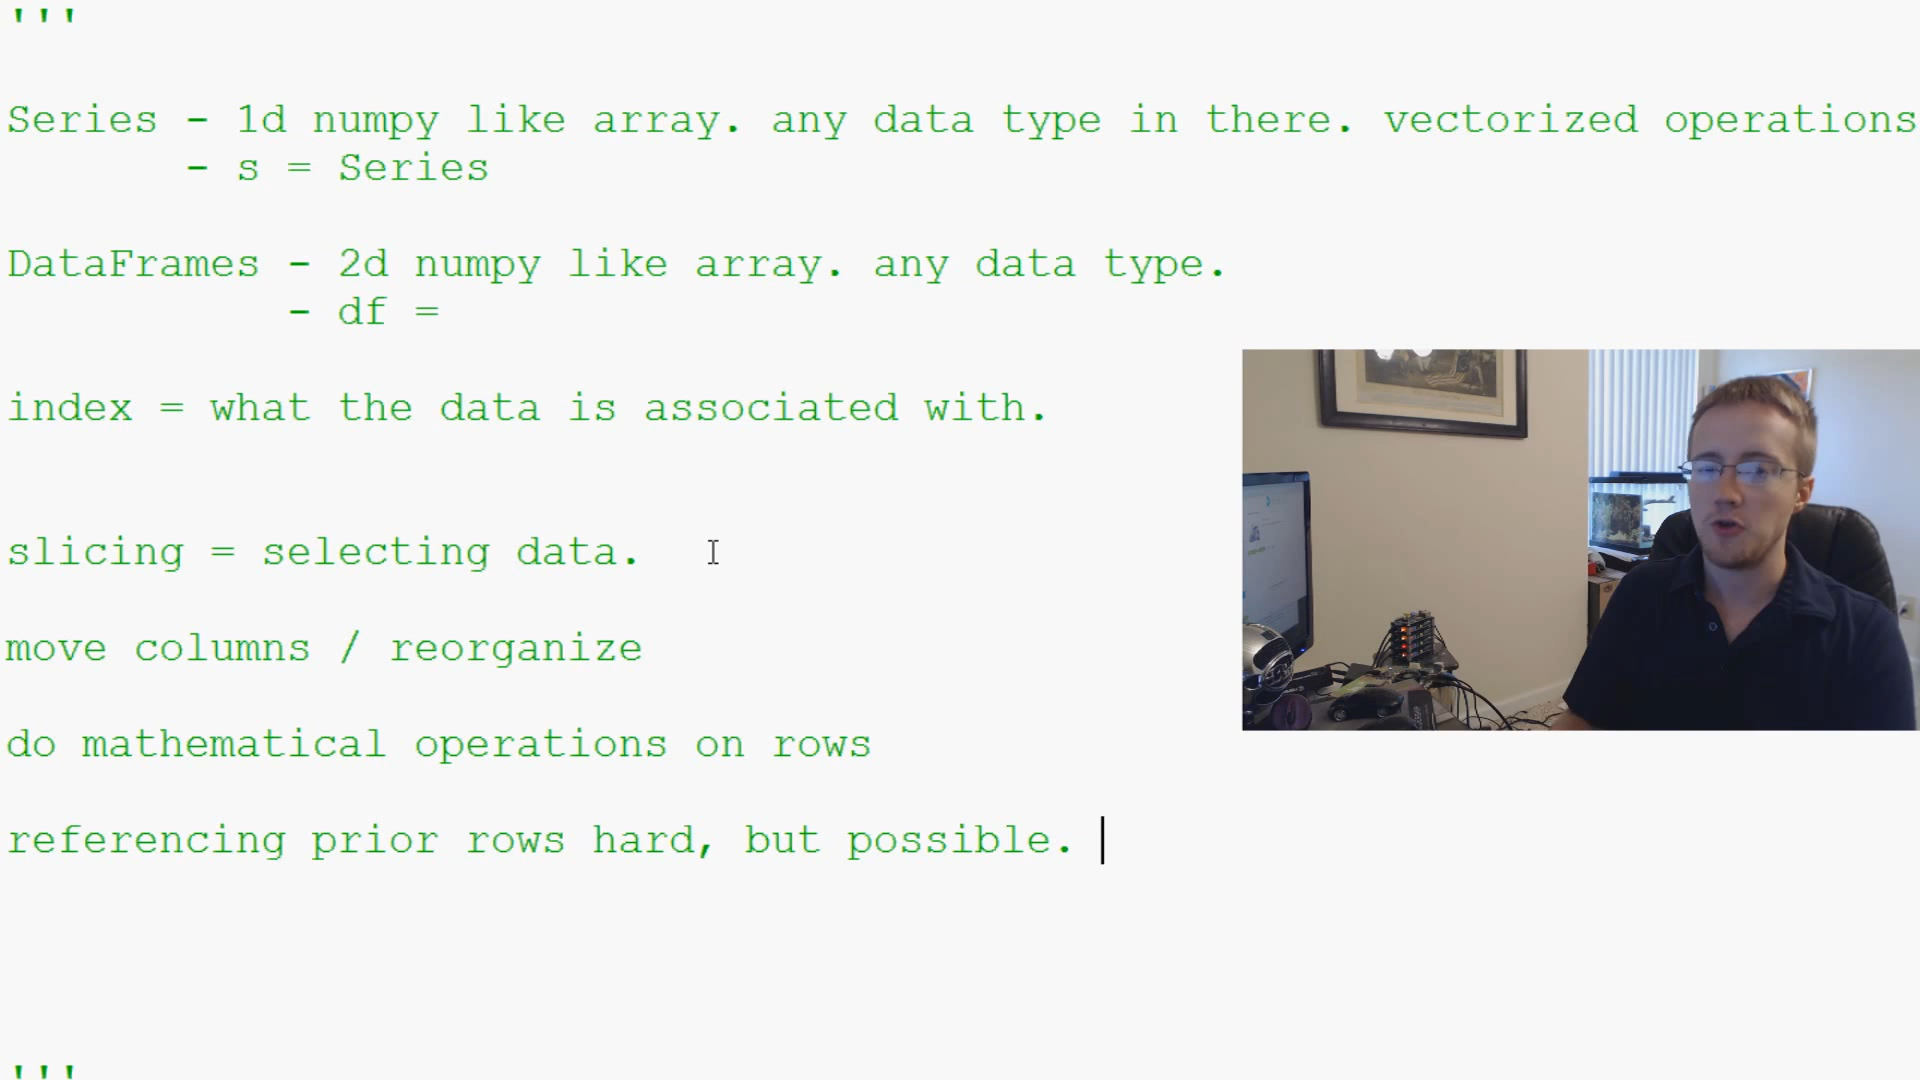 '''
Series - 1d numpy like array. any data type in there. vectorized operations
- s = Series
DataFrames - 2d numpy like array. any data type.
- df =
index = what the data is associated with.
slicing = selecting data.
move columns / reorganize
do mathematical operations on rows
referencing prior rows hard, but possible.
'''